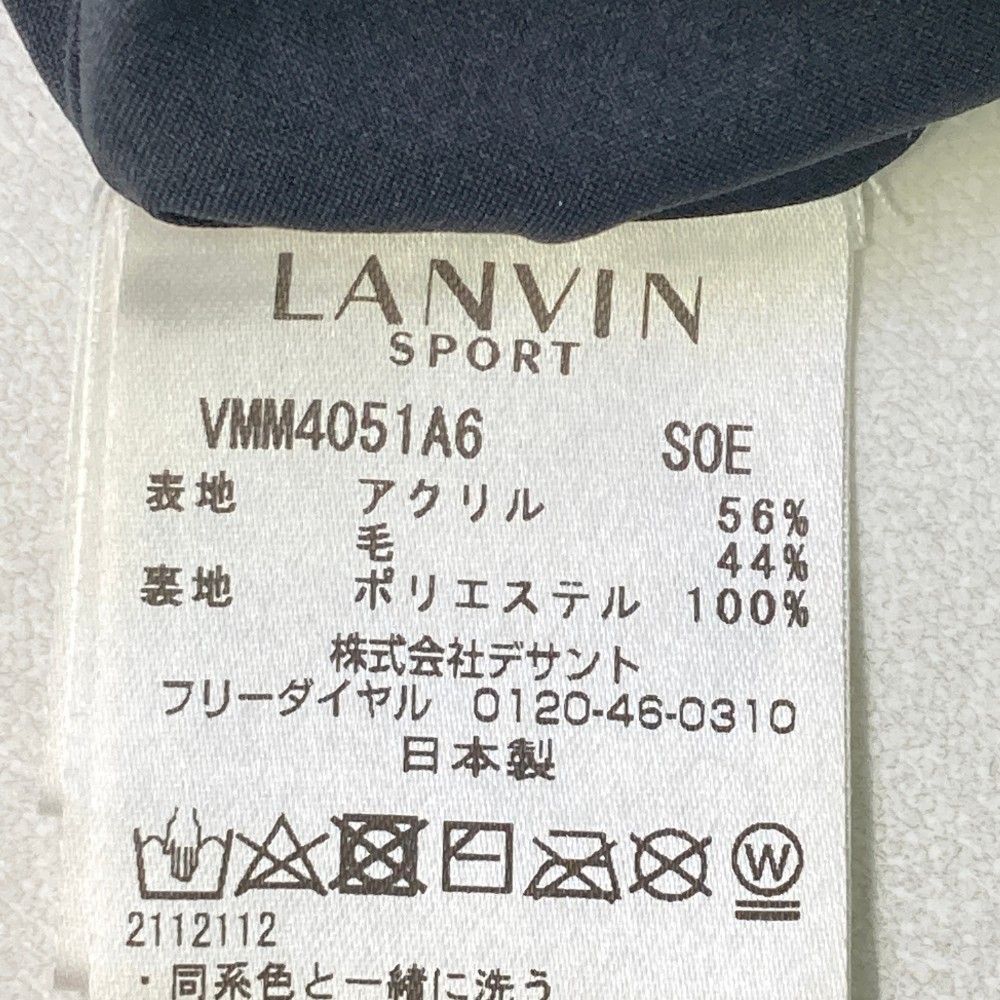 LANVIN
SPORT
VMM4051A6 S0E
表地 アクリル 56%
毛 44%
裏地 ポリエステル 100%
株式会社デサント
フリーダイヤル 0120-46-0310
日本製
W
2112112
・同系色と一緒に洗う